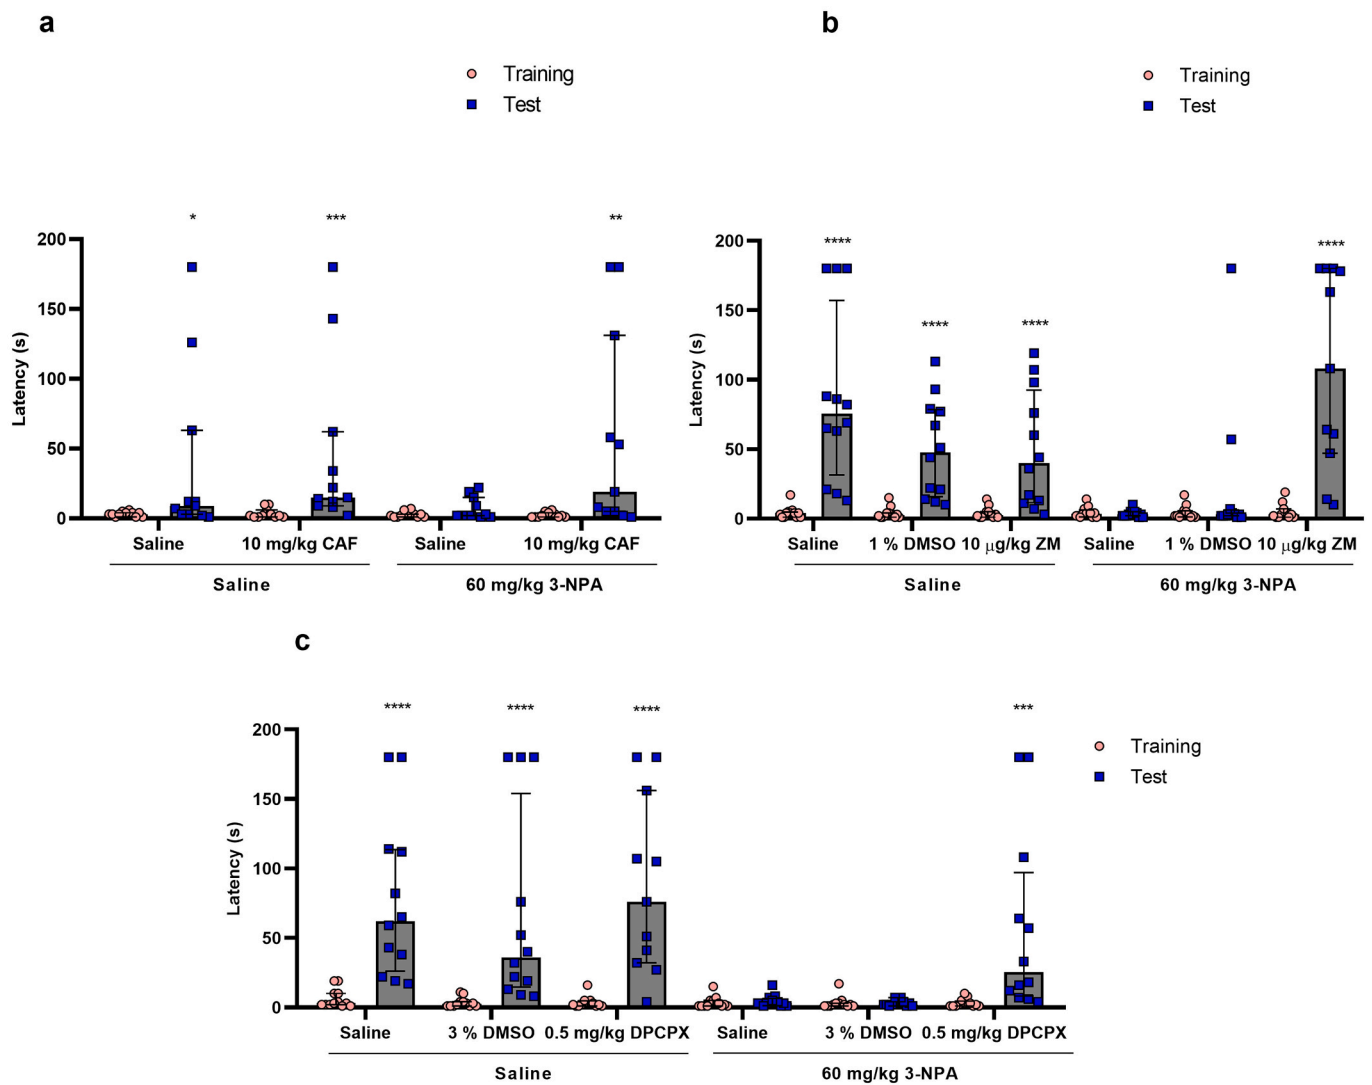 a
Training
Test
* *** **
Latency (s)
200
150
100
50
0
Saline 10 mg/kg CAF Saline 10 mg/kg CAF
Saline 60 mg/kg 3-NPA
b
Training
Test
**** **** **** ****
Latency (s)
200
150
100
50
0
Saline 1 % DMSO 10 μg/kg ZM Saline 1 % DMSO 10 μg/kg ZM
Saline 60 mg/kg 3-NPA
c
**** **** **** ***
Training
Test
Latency (s)
200
150
100
50
0
Saline 3 % DMSO 0.5 mg/kg DPCPX Saline 3 % DMSO 0.5 mg/kg DPCPX
Saline 60 mg/kg 3-NPA